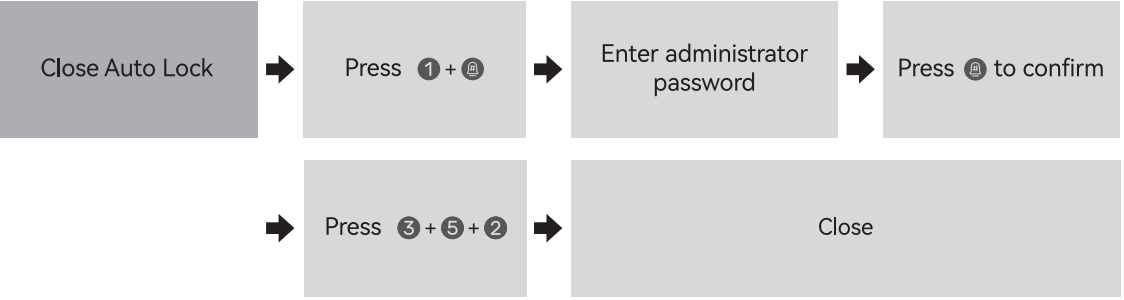 Close Auto Lock
Press 1 + #
Enter administrator
password
Press # to confirm
Press 3 + 5 + 2
Close